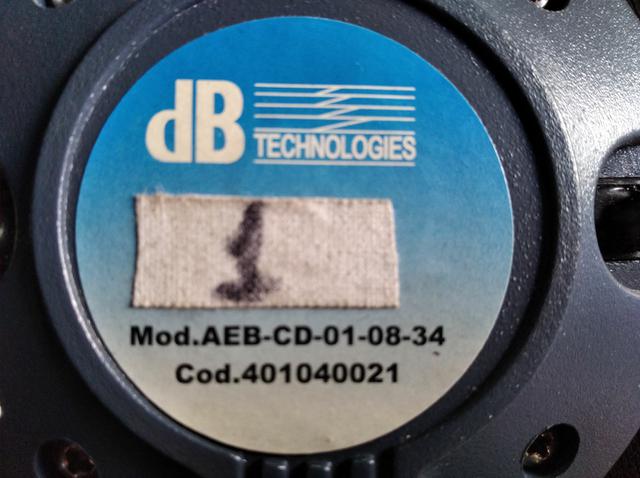 dB
TECHNOLOGIES
1
Mod.AEB-CD-01-08-34
Cod.401040021